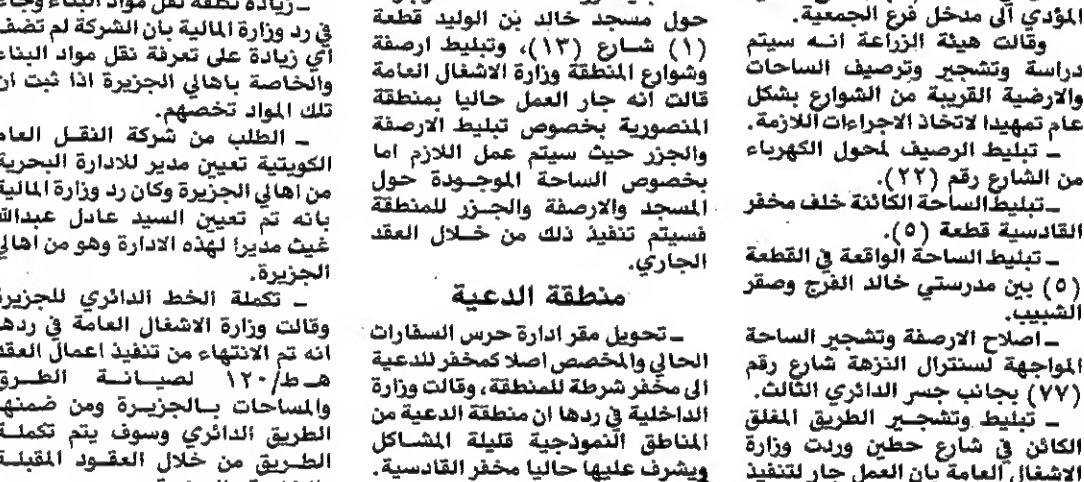 المؤدي الى مدخل فرع الجمعية.
وقالت هيئة الزراعة انه سيتم
دراسة وتشجير وترصيف الساحات
والارضية القريبة من الشوارع بشكل
عام تمهيدا لاتخاذ الاجراءات اللازمة.
ـ تبليط الرصيف لمحول الكهرباء
من الشارع رقم (٢٢).
ـ تبليط الساحة الكائنة خلف مخفر
القادسية قطعة (٥).
ـ تبليط الساحة الواقعة في القطعة
(٥) بين مدرستي خالد الفرج وصقر
الشبيب.
ـ اصلاح الارصفة وتشجير الساحة
المواجهة لسنترال النزهة شارع رقم
(٧٧) بجانب جسر الدائري الثالث.
ـ تبليط وتشجير الطريق المغلق
الكائن في شارع حطين وردت وزارة
الاشغال العامة بان العمل جار لتنفيذ
حول مسجد خالد بن الوليد قطعة
(١) شارع (١٣)، وتبليط ارصفة
وشوارع المنطقة وزارة الاشغال العامة
قالت انه جار العمل حاليا بمنطقة
المنصورية بخصوص تبليط الارصفة
والجزر حيث سيتم عمل اللازم اما
بخصوص الساحة الموجودة حول
المسجد والارصفة والجزر للمنطقة
فسيتم تنفيذ ذلك من خلال العقد
الجاري.
منطقة الدعية
ـ تحويل مقر ادارة حرس السفارات
الحالي والمخصص اصلا كمخفر للدعية
الى مخفر شرطة للمنطقة، وقالت وزارة
الداخلية في ردها ان منطقة الدعية من
المناطق النموذجية قليلة المشاكل
ويشرف عليها حاليا مخفر القادسية.
ـ زيادة تكلفة نقل مواد البناء وجاء
في رد وزارة المالية بان الشركة لم تضف
اي زيادة على تعرفة نقل مواد البناء
والخاصة باهالي الجزيرة اذا ثبت ان
تلك المواد تخصهم.
ـ الطلب من شركة النقل العام
الكويتية تعيين مدير للادارة البحرية
من اهالي الجزيرة وكان رد وزارة المالية
بانه تم تعيين السيد عادل عبدالله
غيث مديرا لهذه الادارة وهو من اهالي
الجزيرة.
ـ تكملة الخط الدائري للجزيرة
وقالت وزارة الاشغال العامة في ردها
انه تم الانتهاء من تنفيذ اعمال العقد
هـ ط/١٢٠ لصيانة الطرق
والمساحات بالجزيرة ومن ضمنها
الطريق الدائري وسوف يتم تكملة
الطريق من خلال العقود المقبلة